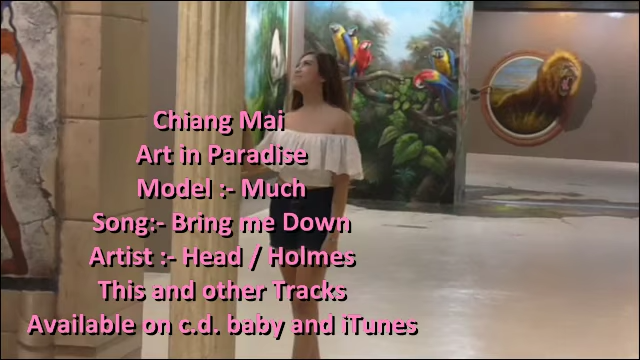 Chiang Mai
Art in Paradise
Model :- Much
Song:- Bring me Down
Artist :- Head / Holmes
This and other Tracks
Available on c.d. baby and iTunes